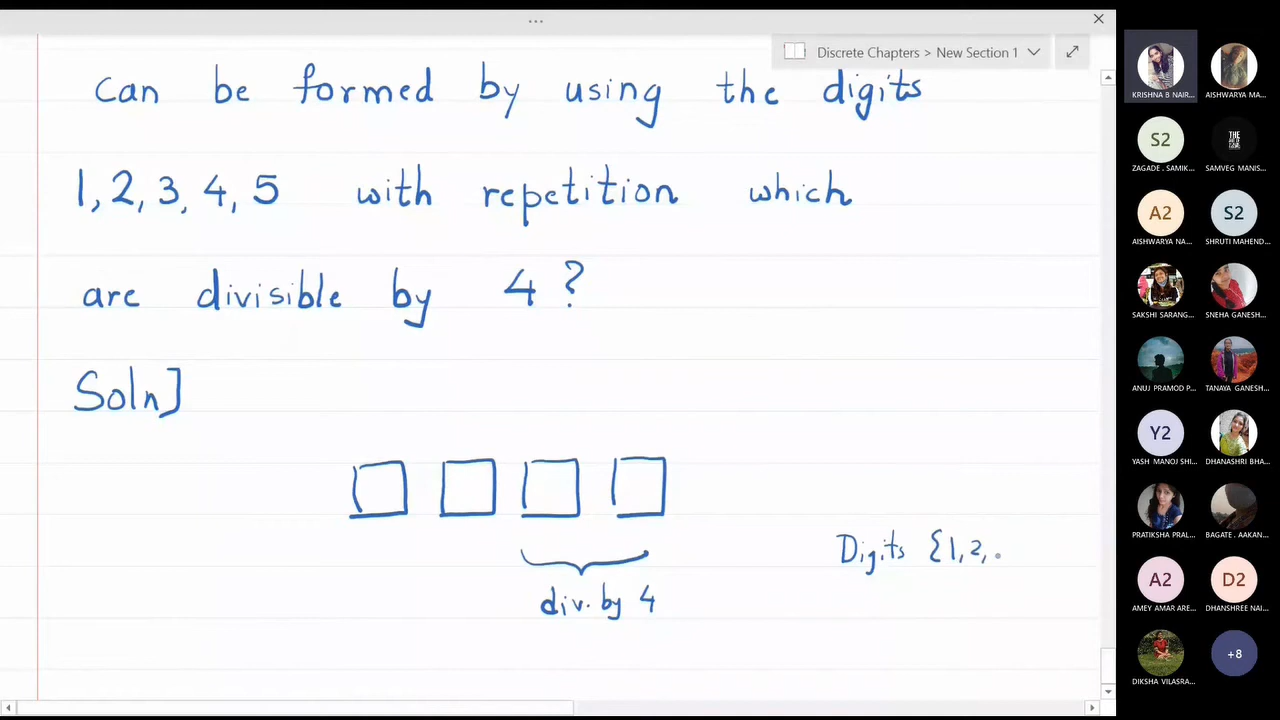 ...
Discrete Chapters > New Section 1
can be formed by using the digits
1, 2, 3, 4, 5 with repetition which
are divisible by 4 ?
Soln]
div. by 4
Digits {1, 2,
KRISHNA B NAIR...
AISHWARYA MA...
S2
ZAGADE . SAMIK...
SAMVEG MANIS...
A2
AISHWARYA NA...
S2
SHRUTI MAHEND...
SAKSHI SARANG...
SNEHA GANESH...
ANUJ PRAMOD P...
TANAYA GANESH...
Y2
YASH MANOJ SHI...
DHANASHRI BHA...
PRATIKSHA PRAL...
BAGATE . AAKAN...
A2
AMEY AMAR ARE...
D2
DHANSHREE NAI...
DIKSHA VILASRA...
+8